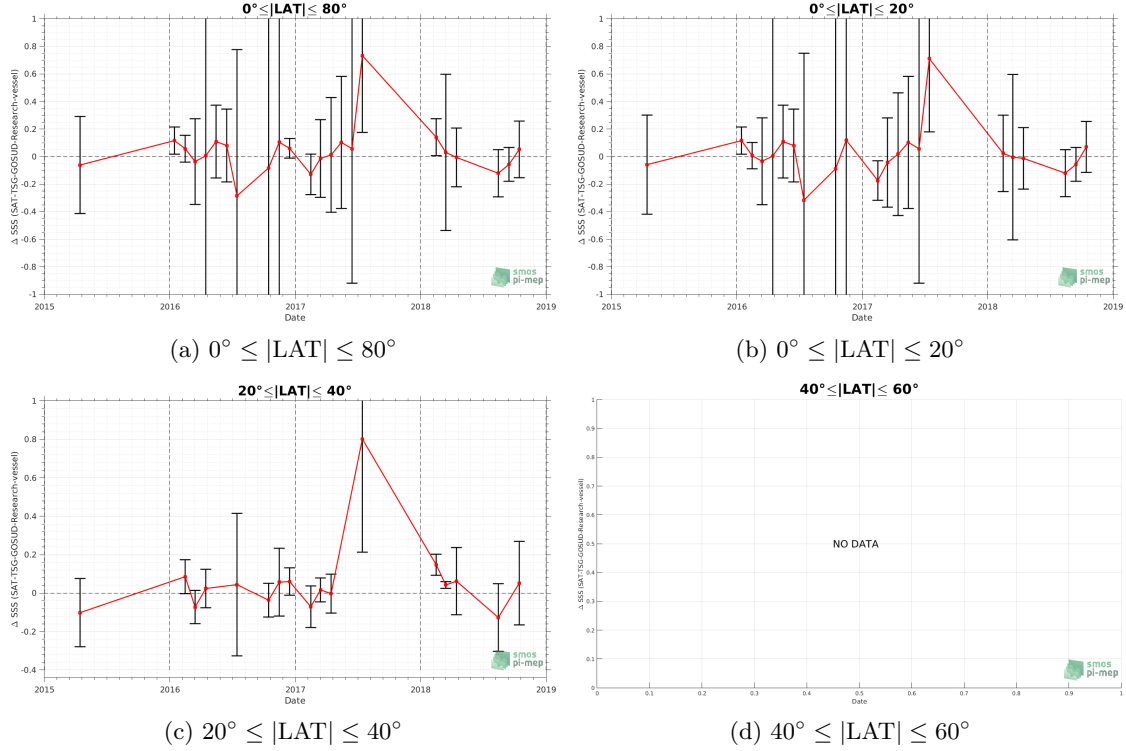 0°≤|LAT|≤ 80°
Δ SSS (SAT-TSG-GOSUD-Research-vessel)
1
0.8
0.6
0.4
0.2
0
-0.2
-0.4
-0.6
-0.8
-1
2015
2016
2017
2018
2019
Date
smos
pi-mep
(a) 0° ≤ |LAT| ≤ 80°
0°≤|LAT|≤ 20°
Δ SSS (SAT-TSG-GOSUD-Research-vessel)
1
0.8
0.6
0.4
0.2
0
-0.2
-0.4
-0.6
-0.8
-1
2015
2016
2017
2018
2019
Date
smos
pi-mep
(b) 0° ≤ |LAT| ≤ 20°
20°≤|LAT|≤ 40°
Δ SSS (SAT-TSG-GOSUD-Research-vessel)
1
0.8
0.6
0.4
0.2
0
-0.2
-0.4
2015
2016
2017
2018
2019
Date
smos
pi-mep
(c) 20° ≤ |LAT| ≤ 40°
40°≤|LAT|≤ 60°
Δ SSS (SAT-TSG-GOSUD-Research-vessel)
1
0.9
0.8
0.7
0.6
0.5
0.4
0.3
0.2
0.1
0
NO DATA
0
0.1
0.2
0.3
0.4
0.5
0.6
0.7
0.8
0.9
1
Date
smos
pi-mep
(d) 40° ≤ |LAT| ≤ 60°